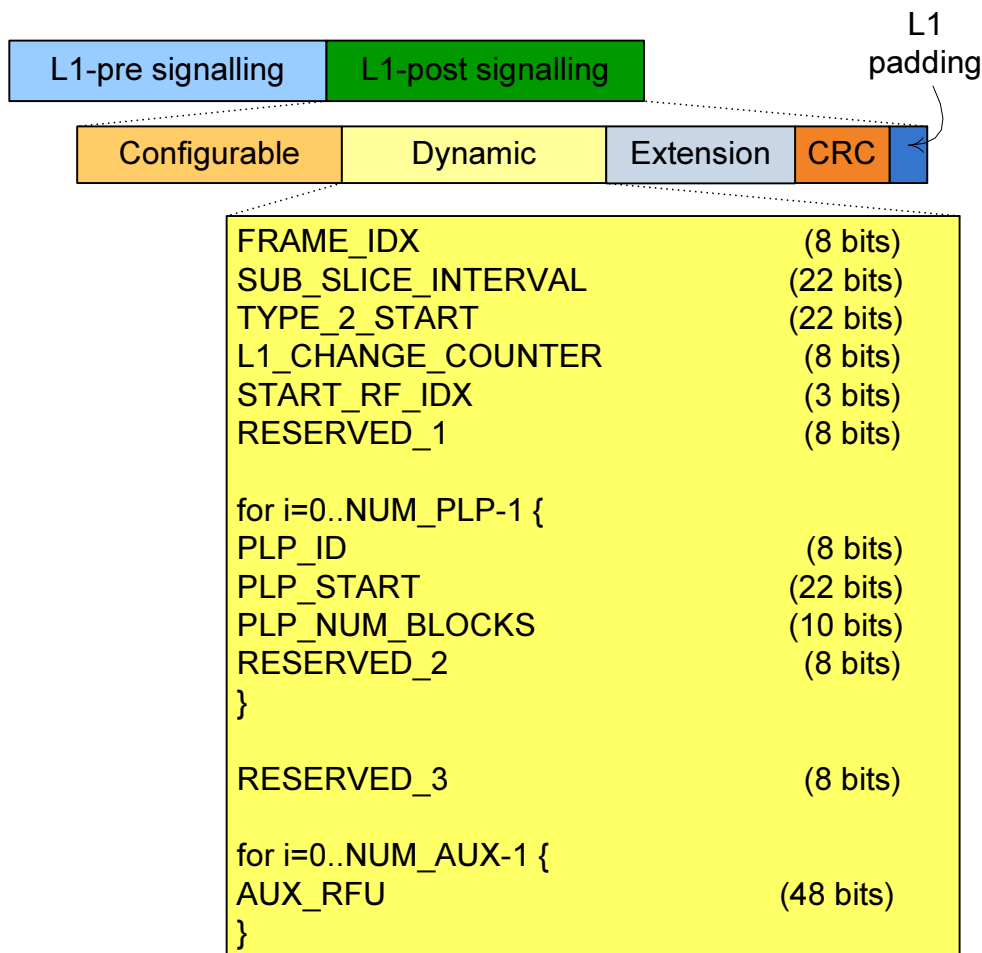 L1
padding
L1-pre signalling L1-post signalling
Configurable Dynamic Extension CRC
FRAME_IDX (8 bits)
SUB_SLICE_INTERVAL (22 bits)
TYPE_2_START (22 bits)
L1_CHANGE_COUNTER (8 bits)
START_RF_IDX (3 bits)
RESERVED_1 (8 bits)
for i=0..NUM_PLP-1 {
PLP_ID (8 bits)
PLP_START (22 bits)
PLP_NUM_BLOCKS (10 bits)
RESERVED_2 (8 bits)
}
RESERVED_3 (8 bits)
for i=0..NUM_AUX-1 {
AUX_RFU (48 bits)
}